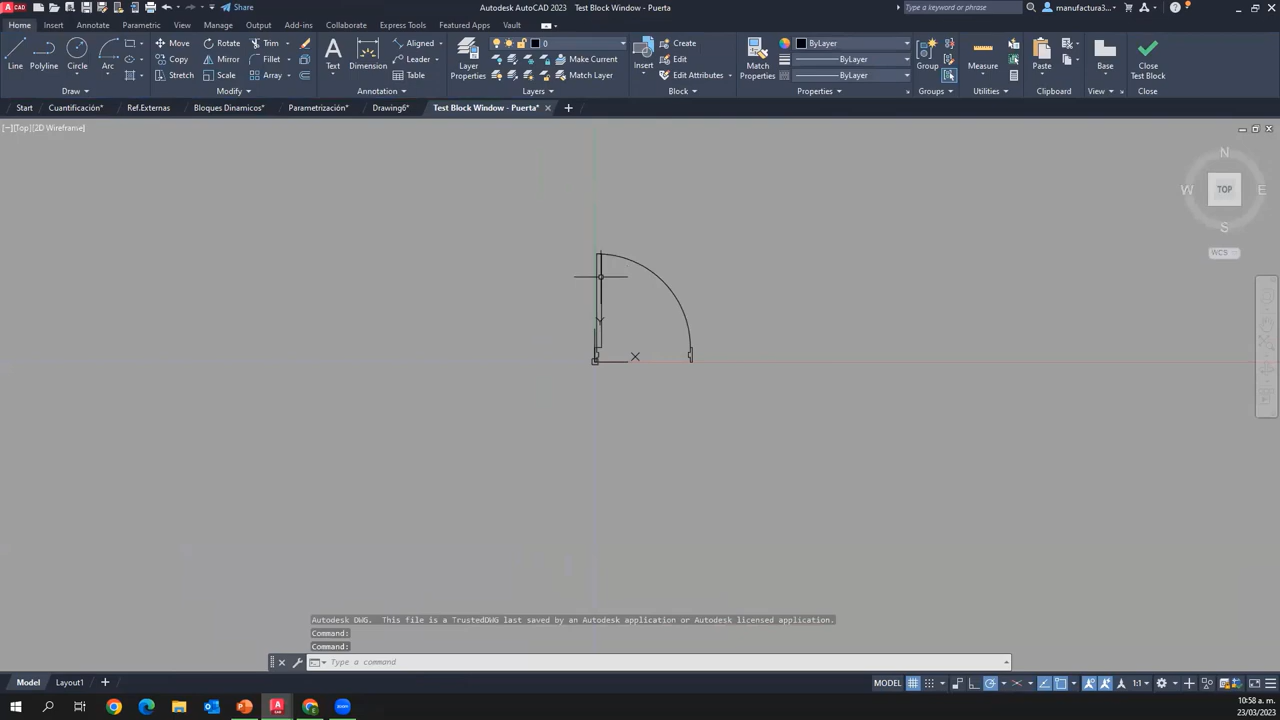 CAD
Share
Autodesk AutoCAD 2023 Test Block Window - Puerta
Type a keyword or phrase
manufactura3...
Home Insert Annotate Parametric View Manage Output Add-ins Collaborate Express Tools Featured Apps Vault
Line Polyline Circle Arc
Move Rotate Trim
Copy Mirror Fillet
Stretch Scale Array
Text Dimension
Aligned
Leader
Table
Layer Properties
0
Make Current
Match Layer
Insert
Create
Edit
Edit Attributes
Match Properties
ByLayer
ByLayer
ByLayer
Group
Measure
Paste
Base
Close Test Block
Draw Modify Annotation Layers Block Properties Groups Utilities Clipboard View Close
Start Cuantificación* Ref.Externas Bloques Dinamicos* Parametrización* Drawing6* Test Block Window - Puerta*
[−][Top][2D Wireframe]
N
W TOP E
S
WCS
Y
X
Autodesk DWG. This file is a TrustedDWG last saved by an Autodesk application or Autodesk licensed application.
Command:
Command:
Type a command
Model Layout1
MODEL 1:1
10:58 a. m.
23/03/2023